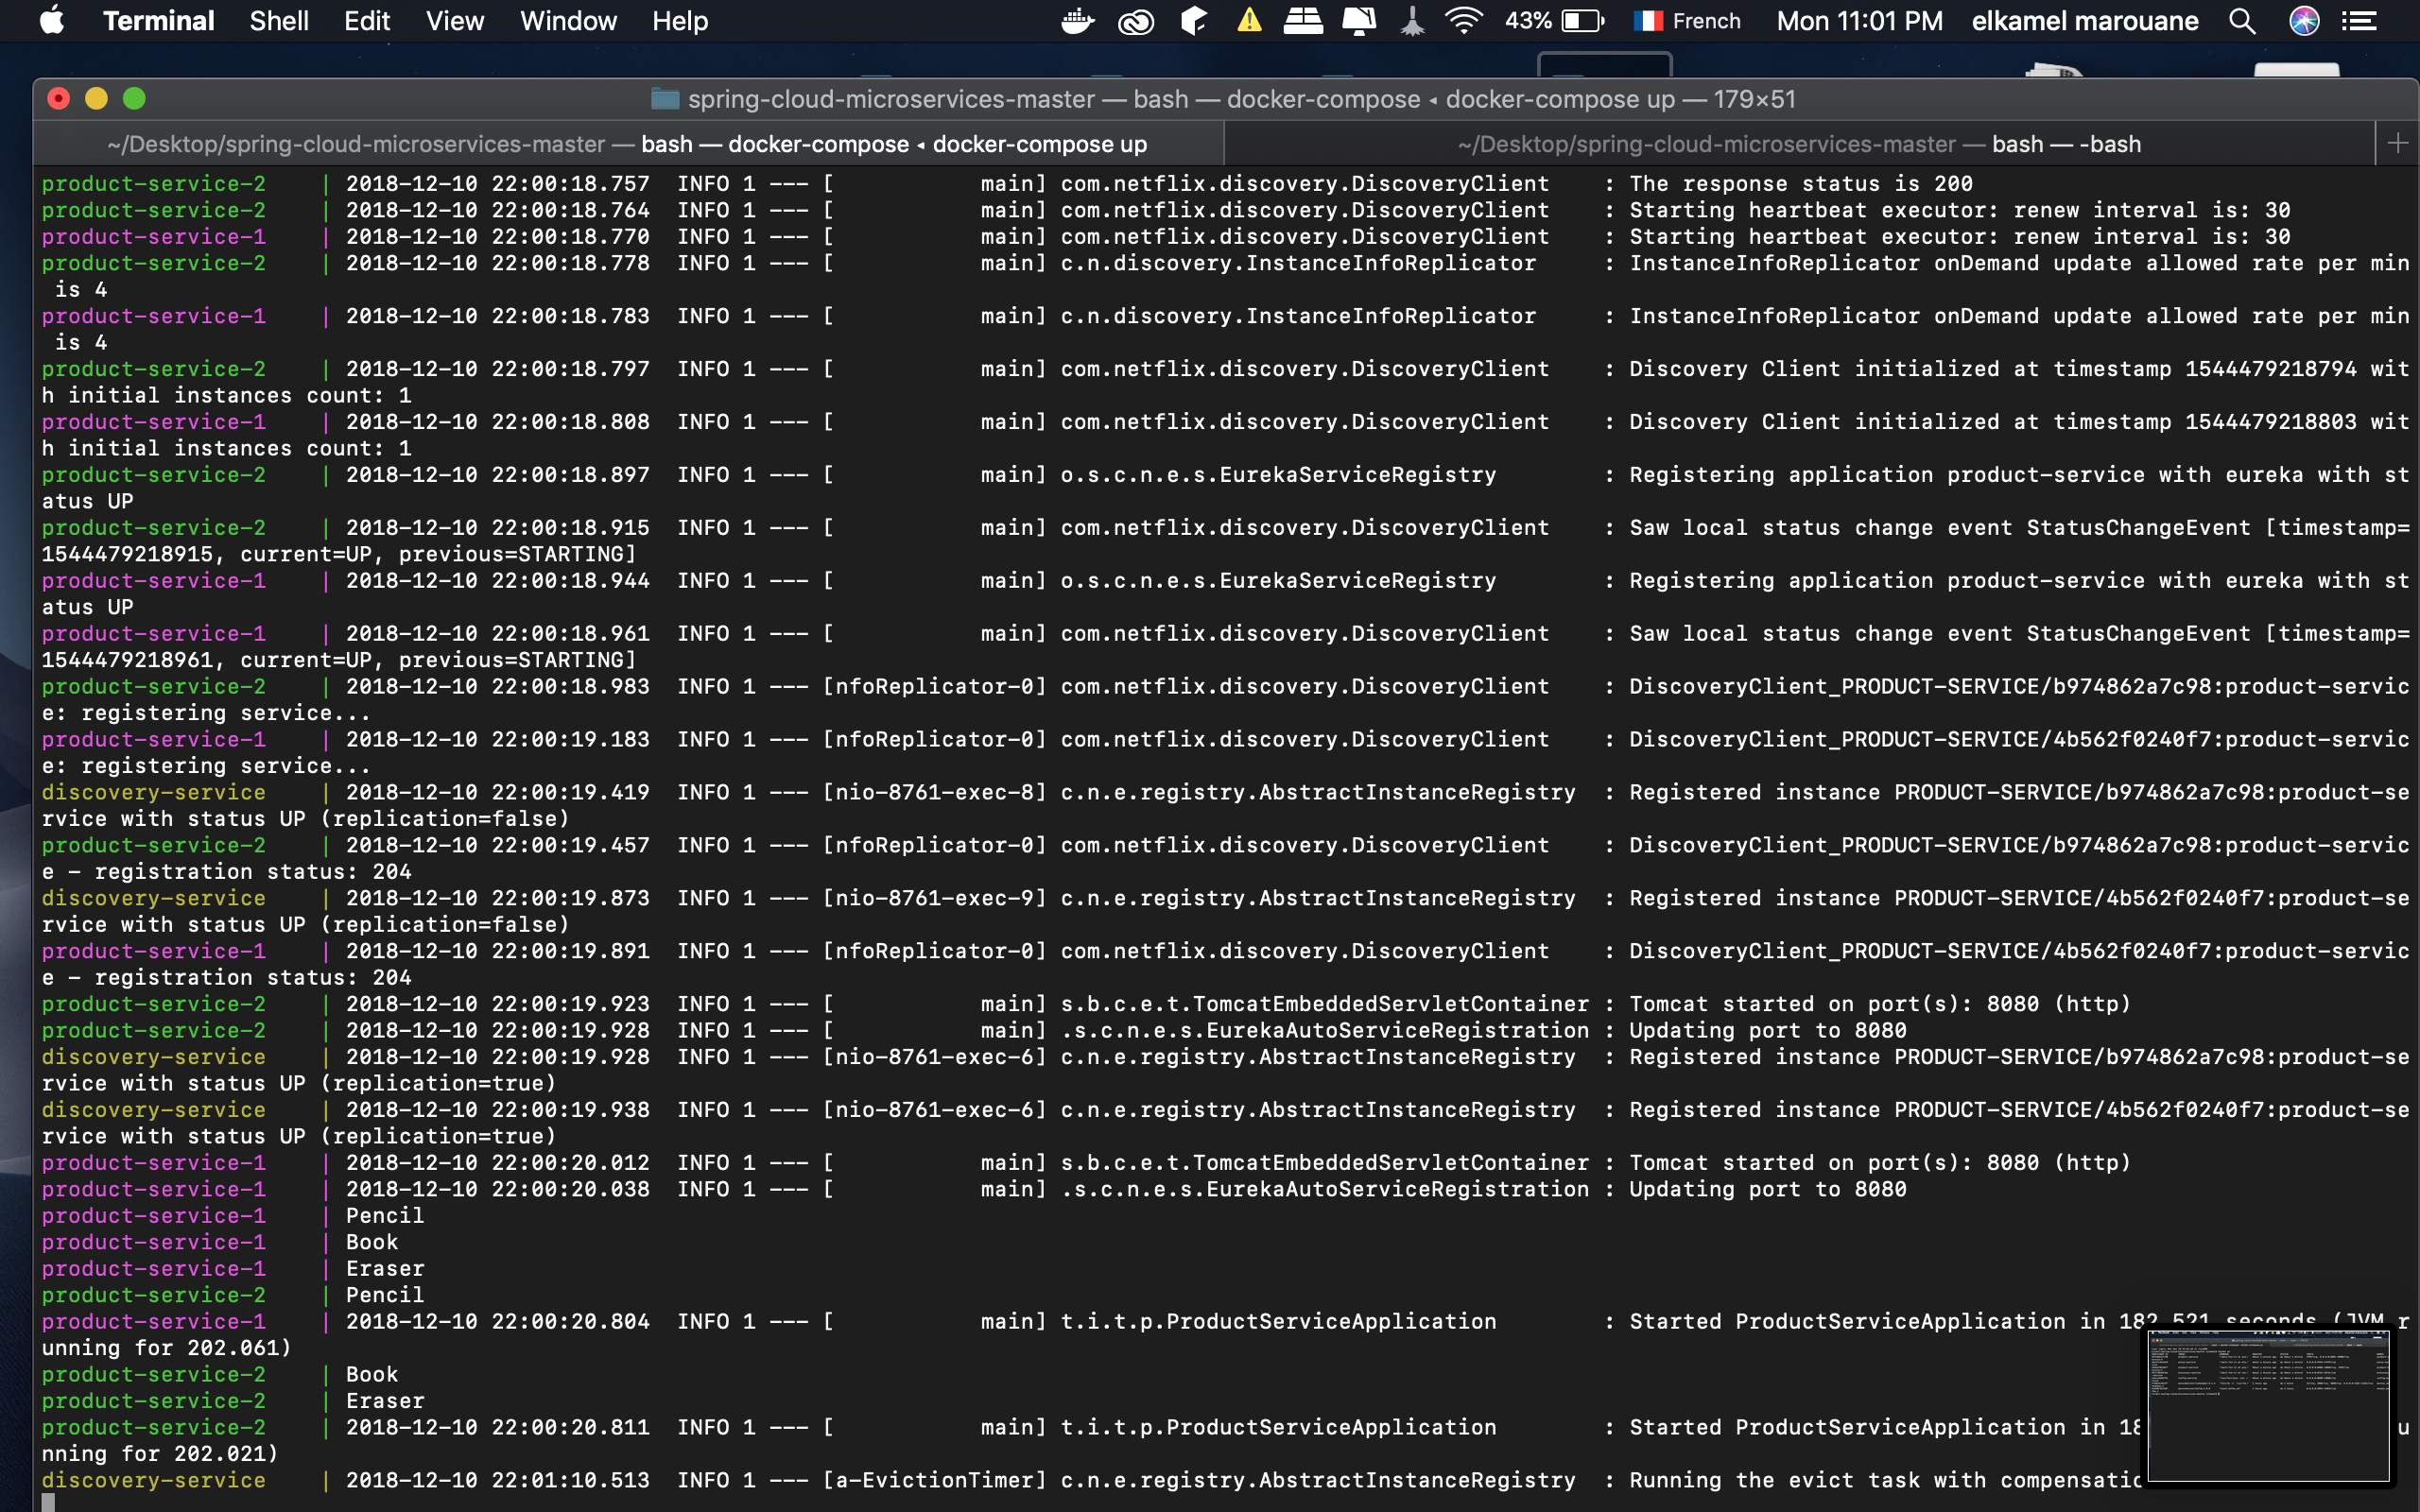 Terminal Shell Edit View Window Help 43% French Mon 11:01 PM elkamel marouane
spring-cloud-microservices-master — bash — docker-compose ◂ docker-compose up — 179×51
~/Desktop/spring-cloud-microservices-master — bash — docker-compose ◂ docker-compose up ~/Desktop/spring-cloud-microservices-master — bash — -bash +
product-service-2 | 2018-12-10 22:00:18.757 INFO 1 --- [ main] com.netflix.discovery.DiscoveryClient : The response status is 200
product-service-2 | 2018-12-10 22:00:18.764 INFO 1 --- [ main] com.netflix.discovery.DiscoveryClient : Starting heartbeat executor: renew interval is: 30
product-service-1 | 2018-12-10 22:00:18.770 INFO 1 --- [ main] com.netflix.discovery.DiscoveryClient : Starting heartbeat executor: renew interval is: 30
product-service-2 | 2018-12-10 22:00:18.778 INFO 1 --- [ main] c.n.discovery.InstanceInfoReplicator : InstanceInfoReplicator onDemand update allowed rate per min
is 4
product-service-1 | 2018-12-10 22:00:18.783 INFO 1 --- [ main] c.n.discovery.InstanceInfoReplicator : InstanceInfoReplicator onDemand update allowed rate per min
is 4
product-service-2 | 2018-12-10 22:00:18.797 INFO 1 --- [ main] com.netflix.discovery.DiscoveryClient : Discovery Client initialized at timestamp 1544479218794 wit
h initial instances count: 1
product-service-1 | 2018-12-10 22:00:18.808 INFO 1 --- [ main] com.netflix.discovery.DiscoveryClient : Discovery Client initialized at timestamp 1544479218803 wit
h initial instances count: 1
product-service-2 | 2018-12-10 22:00:18.897 INFO 1 --- [ main] o.s.c.n.e.s.EurekaServiceRegistry : Registering application product-service with eureka with st
atus UP
product-service-2 | 2018-12-10 22:00:18.915 INFO 1 --- [ main] com.netflix.discovery.DiscoveryClient : Saw local status change event StatusChangeEvent [timestamp=
1544479218915, current=UP, previous=STARTING]
product-service-1 | 2018-12-10 22:00:18.944 INFO 1 --- [ main] o.s.c.n.e.s.EurekaServiceRegistry : Registering application product-service with eureka with st
atus UP
product-service-1 | 2018-12-10 22:00:18.961 INFO 1 --- [ main] com.netflix.discovery.DiscoveryClient : Saw local status change event StatusChangeEvent [timestamp=
1544479218961, current=UP, previous=STARTING]
product-service-2 | 2018-12-10 22:00:18.983 INFO 1 --- [nfoReplicator-0] com.netflix.discovery.DiscoveryClient : DiscoveryClient_PRODUCT-SERVICE/b974862a7c98:product-servic
e: registering service...
product-service-1 | 2018-12-10 22:00:19.183 INFO 1 --- [nfoReplicator-0] com.netflix.discovery.DiscoveryClient : DiscoveryClient_PRODUCT-SERVICE/4b562f0240f7:product-servic
e: registering service...
discovery-service | 2018-12-10 22:00:19.419 INFO 1 --- [nio-8761-exec-8] c.n.e.registry.AbstractInstanceRegistry : Registered instance PRODUCT-SERVICE/b974862a7c98:product-se
rvice with status UP (replication=false)
product-service-2 | 2018-12-10 22:00:19.457 INFO 1 --- [nfoReplicator-0] com.netflix.discovery.DiscoveryClient : DiscoveryClient_PRODUCT-SERVICE/b974862a7c98:product-servic
e - registration status: 204
discovery-service | 2018-12-10 22:00:19.873 INFO 1 --- [nio-8761-exec-9] c.n.e.registry.AbstractInstanceRegistry : Registered instance PRODUCT-SERVICE/4b562f0240f7:product-se
rvice with status UP (replication=false)
product-service-1 | 2018-12-10 22:00:19.891 INFO 1 --- [nfoReplicator-0] com.netflix.discovery.DiscoveryClient : DiscoveryClient_PRODUCT-SERVICE/4b562f0240f7:product-servic
e - registration status: 204
product-service-2 | 2018-12-10 22:00:19.923 INFO 1 --- [ main] s.b.c.e.t.TomcatEmbeddedServletContainer : Tomcat started on port(s): 8080 (http)
product-service-2 | 2018-12-10 22:00:19.928 INFO 1 --- [ main] .s.c.n.e.s.EurekaAutoServiceRegistration : Updating port to 8080
discovery-service | 2018-12-10 22:00:19.928 INFO 1 --- [nio-8761-exec-6] c.n.e.registry.AbstractInstanceRegistry : Registered instance PRODUCT-SERVICE/b974862a7c98:product-se
rvice with status UP (replication=true)
discovery-service | 2018-12-10 22:00:19.938 INFO 1 --- [nio-8761-exec-6] c.n.e.registry.AbstractInstanceRegistry : Registered instance PRODUCT-SERVICE/4b562f0240f7:product-se
rvice with status UP (replication=true)
product-service-1 | 2018-12-10 22:00:20.012 INFO 1 --- [ main] s.b.c.e.t.TomcatEmbeddedServletContainer : Tomcat started on port(s): 8080 (http)
product-service-1 | 2018-12-10 22:00:20.038 INFO 1 --- [ main] .s.c.n.e.s.EurekaAutoServiceRegistration : Updating port to 8080
product-service-1 | Pencil
product-service-1 | Book
product-service-1 | Eraser
product-service-2 | Pencil
product-service-1 | 2018-12-10 22:00:20.804 INFO 1 --- [ main] t.i.t.p.ProductServiceApplication : Started ProductServiceApplication in 182.521 seconds (JVM r
unning for 202.061)
product-service-2 | Book
product-service-2 | Eraser
product-service-2 | 2018-12-10 22:00:20.811 INFO 1 --- [ main] t.i.t.p.ProductServiceApplication : Started ProductServiceApplication in 18 u
nning for 202.021)
discovery-service | 2018-12-10 22:01:10.513 INFO 1 --- [a-EvictionTimer] c.n.e.registry.AbstractInstanceRegistry : Running the evict task with compensatio